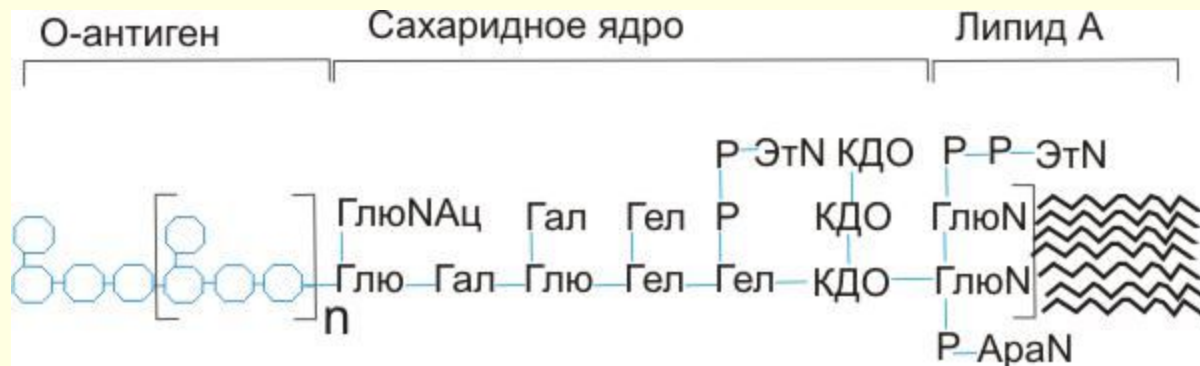 О-антиген Сахаридное ядро Липид А
Р ЭтN КДО Р Р ЭтN
ГлюNАц Гал Гел Р КДО ГлюN
Глю Гал Глю Гел Гел КДО ГлюN
n
Р АраN